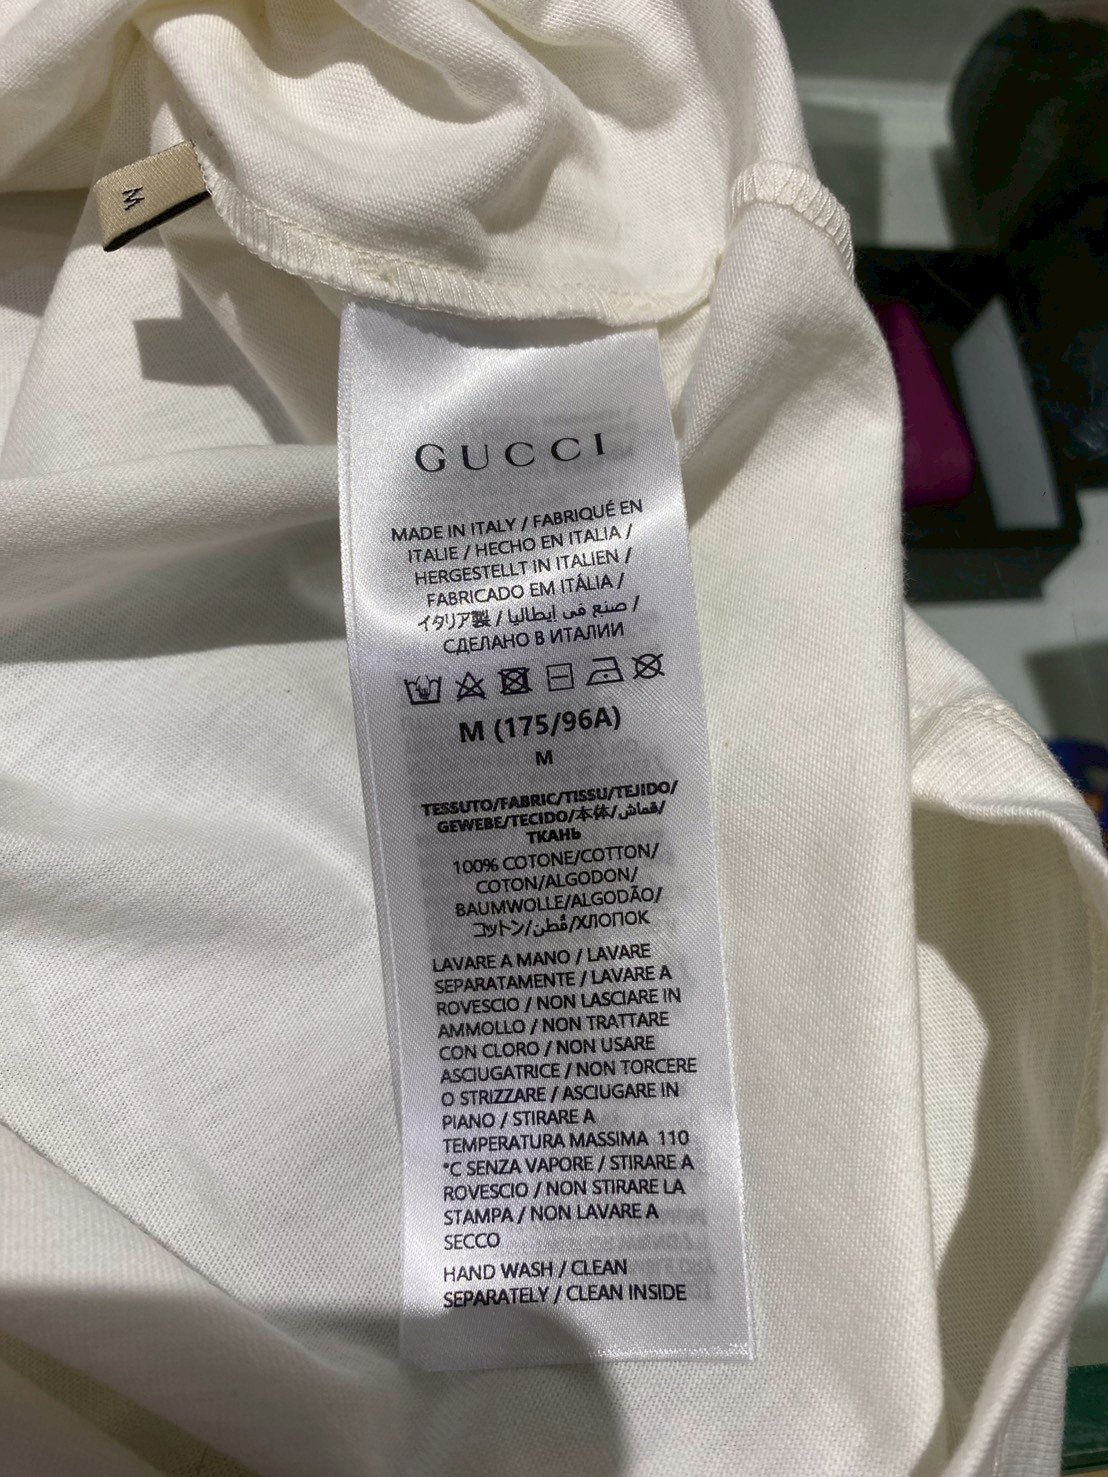 M
GUCCI
MADE IN ITALY / FABRIQUÉ EN
ITALIE / HECHO EN ITALIA /
HERGESTELLT IN ITALIEN /
FABRICADO EM ITÁLIA /
イタリア製 / صنع في إيطاليا /
СДЕЛАНО В ИТАЛИИ
M (175/96A)
M
TESSUTO/FABRIC/TISSU/TEJIDO/
GEWEBE/TECIDO/本体/قماش/
ТКАНЬ
100% COTONE/COTTON/
COTON/ALGODON/
BAUMWOLLE/ALGODÃO/
コットン/قُطن/ХЛОПОК
LAVARE A MANO / LAVARE
SEPARATAMENTE / LAVARE A
ROVESCIO / NON LASCIARE IN
AMMOLLO / NON TRATTARE
CON CLORO / NON USARE
ASCIUGATRICE / NON TORCERE
O STRIZZARE / ASCIUGARE IN
PIANO / STIRARE A
TEMPERATURA MASSIMA 110
°C SENZA VAPORE / STIRARE A
ROVESCIO / NON STIRARE LA
STAMPA / NON LAVARE A
SECCO
HAND WASH / CLEAN
SEPARATELY / CLEAN INSIDE